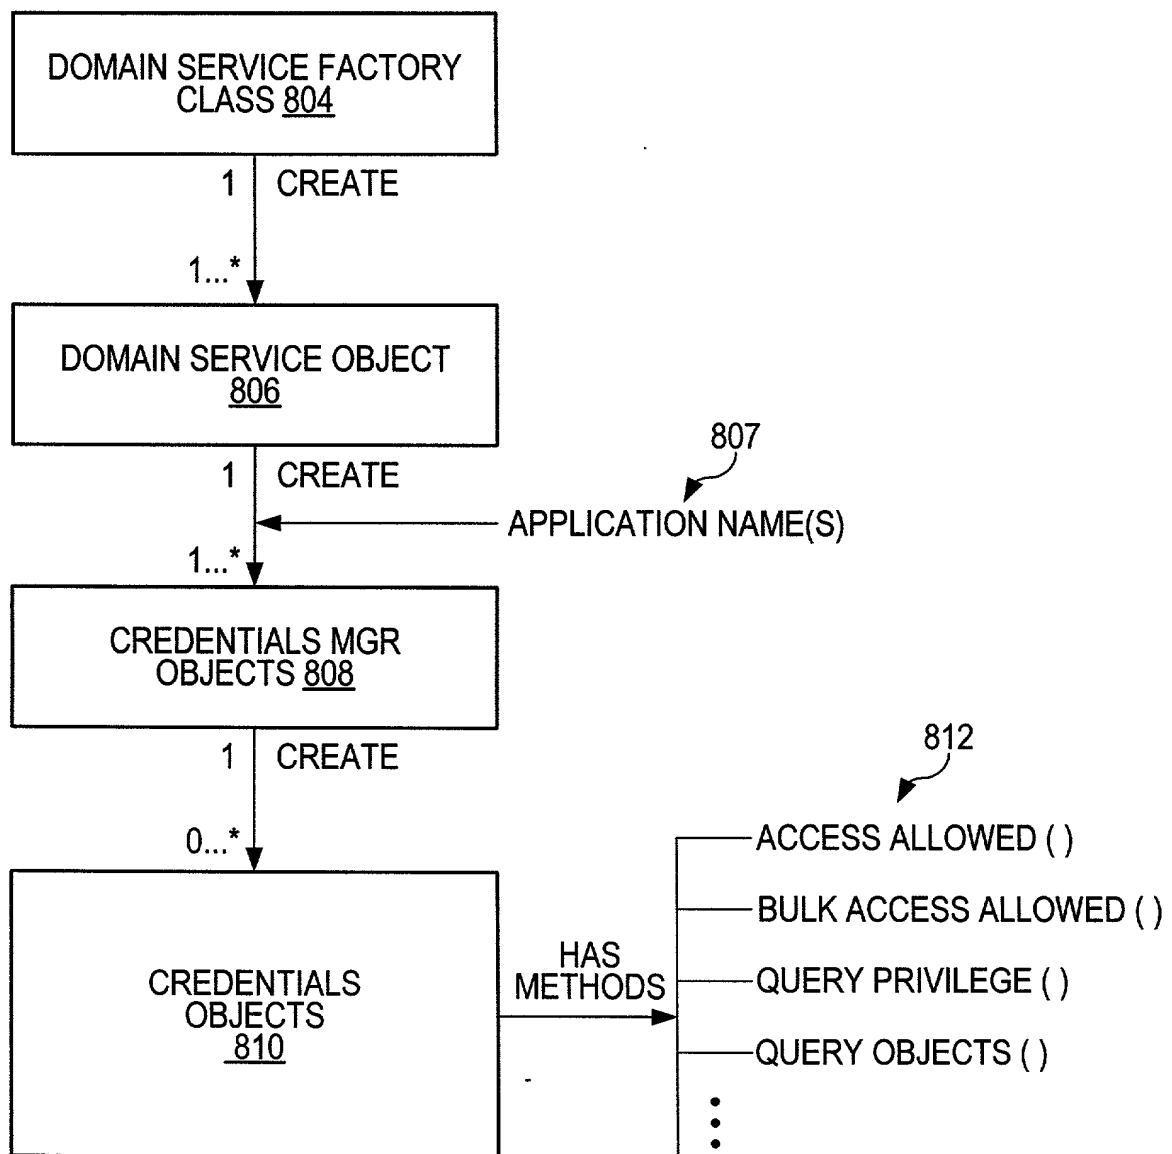 DOMAIN SERVICE FACTORY
CLASS 804
1 CREATE
1...*
DOMAIN SERVICE OBJECT
806
1 CREATE
807
APPLICATION NAME(S)
1...*
CREDENTIALS MGR
OBJECTS 808
1 CREATE
812
0...*
ACCESS ALLOWED ( )
BULK ACCESS ALLOWED ( )
HAS
METHODS
QUERY PRIVILEGE ( )
QUERY OBJECTS ( )
CREDENTIALS
OBJECTS
810